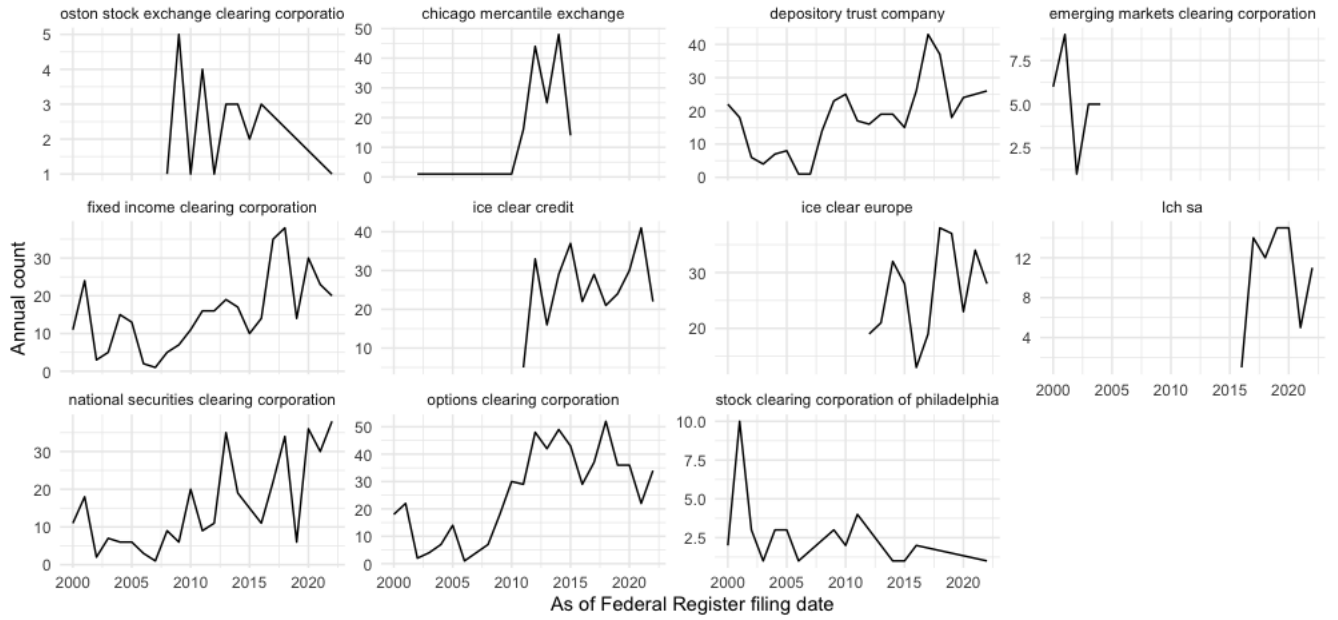 oston stock exchange clearing corporatio
chicago mercantile exchange
depository trust company
emerging markets clearing corporation
5
4
3
2
1
50
40
30
20
10
0
40
30
20
10
0
7.5
5.0
2.5
fixed income clearing corporation
ice clear credit
ice clear europe
lch sa
30
20
10
0
40
30
20
10
30
20
12
8
4
2000 2005 2010 2015 2020
national securities clearing corporation
options clearing corporation
stock clearing corporation of philadelphia
30
20
10
0
50
40
30
20
10
0
10.0
7.5
5.0
2.5
2000 2005 2010 2015 2020
2000 2005 2010 2015 2020
2000 2005 2010 2015 2020
Annual count
As of Federal Register filing date